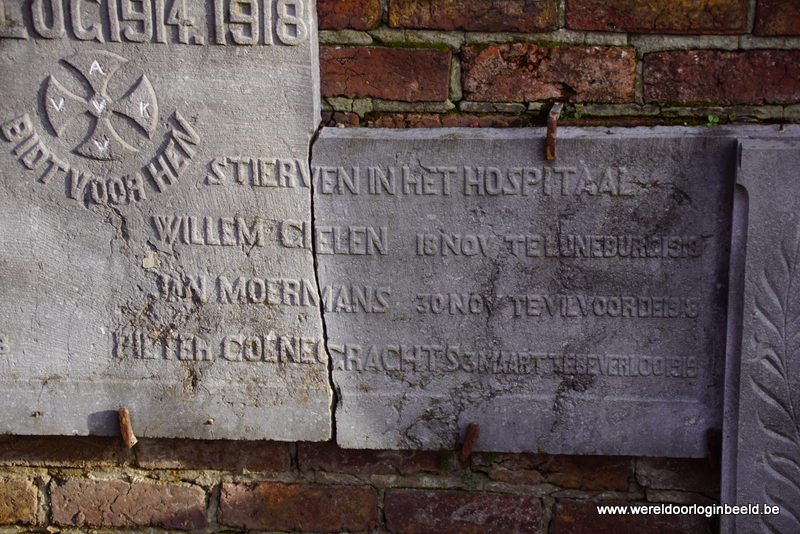 LOG 1914. 1918
A
V V K
V
BIDT VOOR HEN
STIERVEN IN HET HOSPITAAL
WILLEM GIELEN 18 NOV TE LUNEBURG 1918
JAN MOERMANS 30 NOV TE VILVOORDE 1918
PIETER COENEGRACHTS 3 MAART TE BEVERLOO 1919
www.wereldoorloginbeeld.be